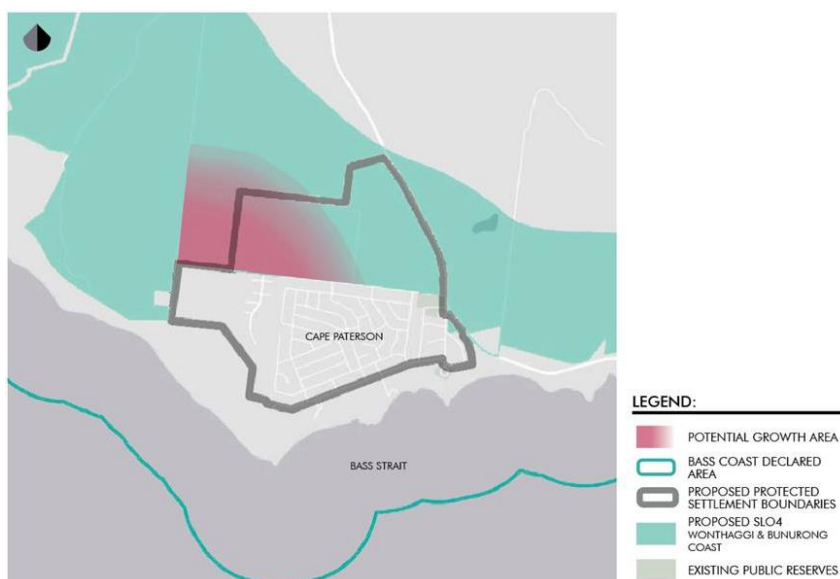 CAPE PATERSON
BASS STRAIT
LEGEND:
POTENTIAL GROWTH AREA
BASS COAST DECLARED
AREA
PROPOSED PROTECTED
SETTLEMENT BOUNDARIES
PROPOSED SLO4
WONTHAGGI & BUNURONG
COAST
EXISTING PUBLIC RESERVES